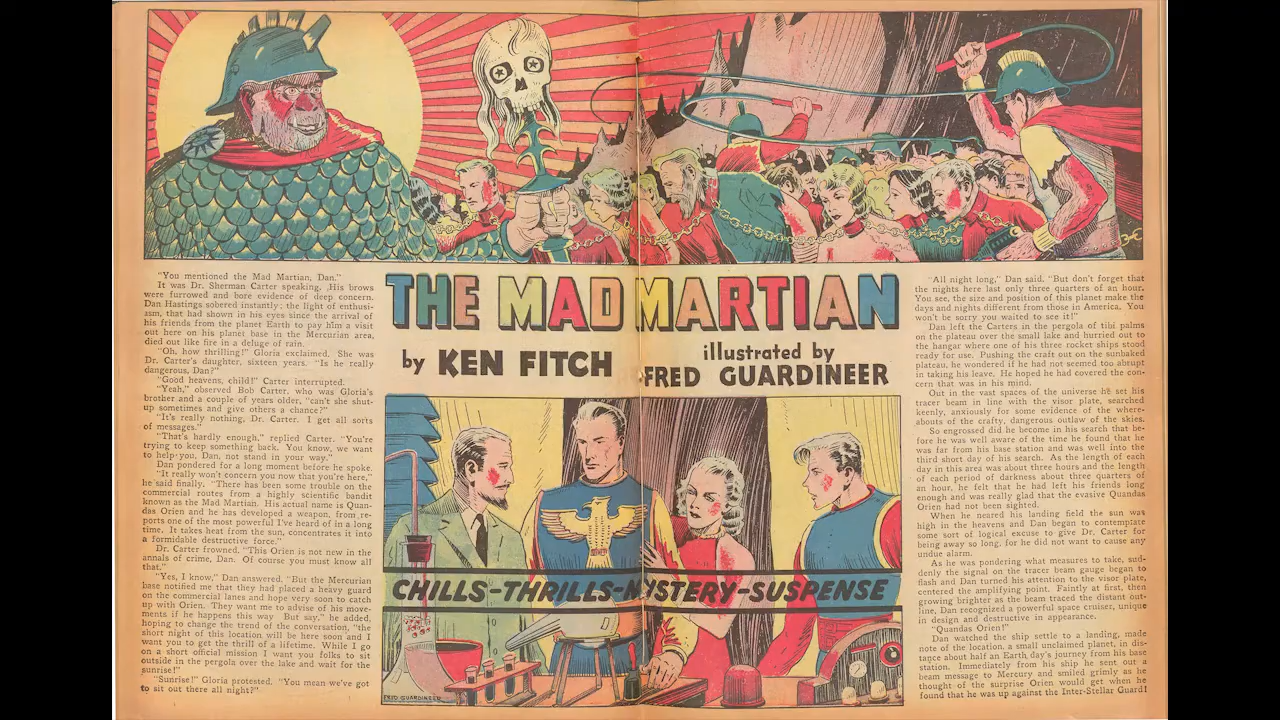 THE MAD MARTIAN
by KEN FITCH
illustrated by
FRED GUARDINEER
"You mentioned the Mad Martian, Dan."
It was Dr. Sherman Carter speaking. His brows
were furrowed and bore evidence of deep concern.
Dan Hastings sobered instantly; the light of enthusi-
asm, that had shown in his eyes since the arrival of
his friends from the planet Earth to pay him a visit
out here on his planet base in the Mercurian area,
died out like fire in a deluge of rain.
"Oh, how thrilling!" Gloria exclaimed. She was
Dr. Carter's daughter, sixteen years. "Is he really
dangerous, Dan?"
"Good heavens, child!" Carter interrupted.
"Yeah," observed Bob Carter, who was Gloria's
brother and a couple of years older, "can't she shut-
up sometimes and give others a chance?"
"It's really nothing, Dr. Carter. I get all sorts
of messages."
"That's hardly enough," replied Carter. "You're
trying to keep something back. You know, we want
to help you, Dan, not stand in your way."
Dan pondered for a long moment before he spoke.
"It really won't concern you now that you're here,"
he said finally. "There has been some trouble on the
commercial routes from a highly scientific bandit
known as the Mad Martian. His actual name is Quan-
das Orien and he has developed a weapon, from re-
ports one of the most powerful I've heard of in a long
time. It takes heat from the sun, concentrates it into
a formidable destructive force."
Dr. Carter frowned. "This Orien is not new in the
annals of crime, Dan. Of course you must know all
that."
"Yes, I know," Dan answered. "But the Mercurian
base notified me that they had placed a heavy guard
on the commercial lanes and hope very soon to catch
up with Orien. They want me to advise of his move-
ments if he happens this way But say," he added,
hoping to change the trend of the conversation, "the
short night of this location will be here soon and I
want you to get the thrill of a lifetime. While I go
on a short official mission I want you folks to sit
outside in the pergola over the lake and wait for the
sunrise!"
"Sunrise!" Gloria protested. "You mean we've got
to sit out there all night?"
CHILLS-THRILLS-MYSTERY-SUSPENSE
FRED GUARDINEER
"All night long," Dan said. "But don't forget that
the nights here last only three quarters of an hour.
You see, the size and position of this planet make the
days and nights different from those in America. You
won't be sorry you waited to see it!"
Dan left the Carters in the pergola of tibi palms
on the plateau over the small lake and hurried out to
the hangar where one of his three rocket ships stood
ready for use. Pushing the craft out on the sunbaked
plateau, he wondered if he had not seemed too abrupt
in taking his leave. He hoped he had covered the con-
cern that was in his mind.
Out in the vast spaces of the universe he set his
tracer beam in line with the visor plate, searched
keenly, anxiously for some evidence of the where-
abouts of the crafty, dangerous outlaw of the skies.
So engrossed did he become in his search that be-
fore he was well aware of the time he found that he
was far from his base station and was well into the
third short day of his search. As the length of each
day in this area was about three hours and the length
of each period of darkness about three quarters of
an hour, he felt that he had left his friends long
enough and was really glad that the evasive Quandas
Orien had not been sighted.
When he neared his landing field the sun was
high in the heavens and Dan began to contemplate
some sort of logical excuse to give Dr. Carter for
being away so long, for he did not want to cause any
undue alarm.
As he was pondering what measures to take, sud-
denly the signal on the tracer beam gauge began to
flash and Dan turned his attention to the visor plate,
centered the amplifying point. Faintly at first, then
growing brighter as the beam traced the distant out-
line, Dan recognized a powerful space cruiser, unique
in design and destructive in appearance.
"Quandas Orien!"
Dan watched the ship settle to a landing, made
note of the location, a small unclaimed planet, in dis-
tance about half an Earth day's journey from his base
station. Immediately from his ship he sent out a
beam message to Mercury and smiled grimly as he
thought of the surprise Orien would get when he
found that he was up against the Inter-Stellar Guard!